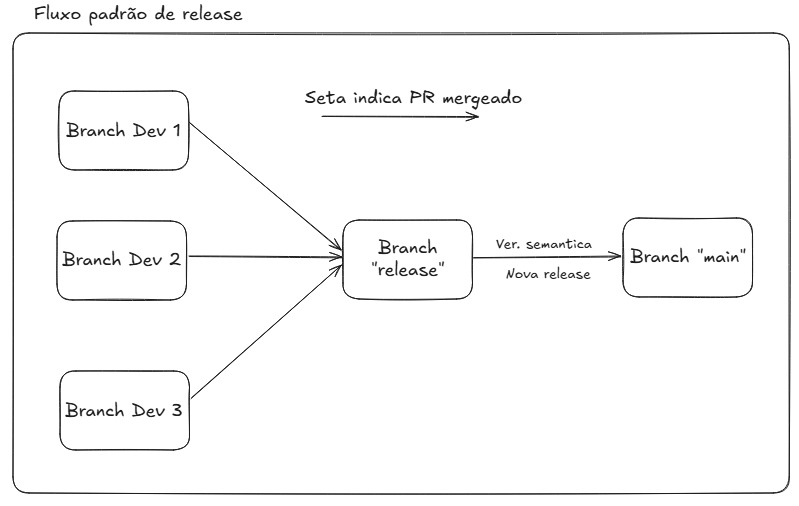 Fluxo padrão de release
Seta indica PR mergeado
Branch Dev 1
Branch Dev 2
Branch
"release"
Ver. semantica
Nova release
Branch "main"
Branch Dev 3